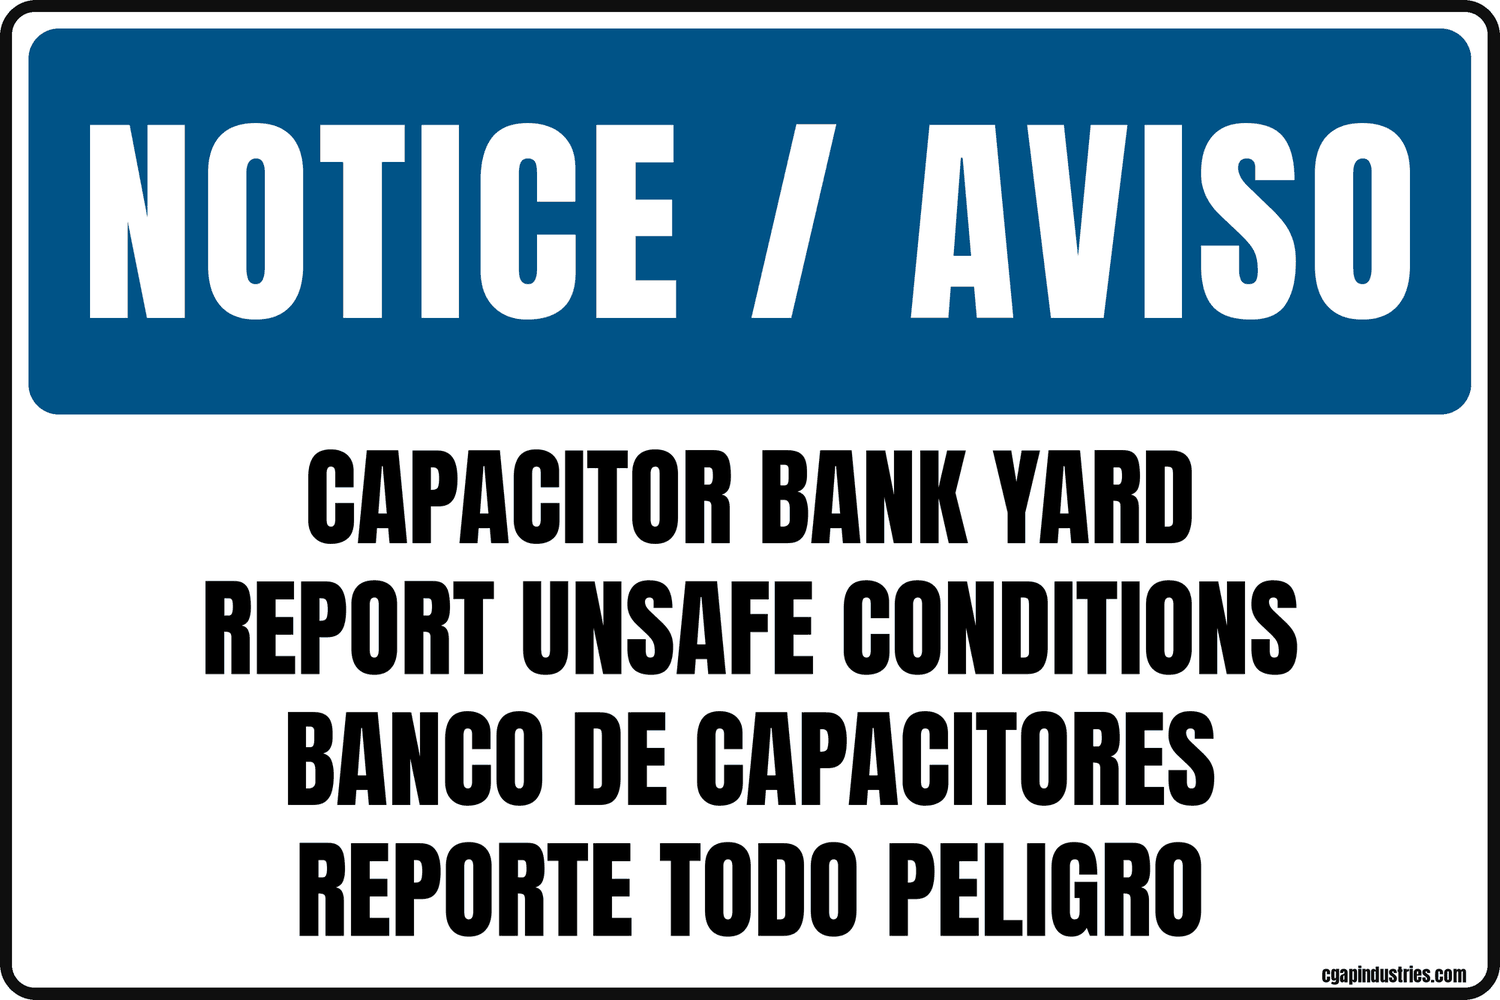 NOTICE / AVISO
CAPACITOR BANK YARD
REPORT UNSAFE CONDITIONS
BANCO DE CAPACITORES
REPORTE TODO PELIGRO
cgapindustries.com